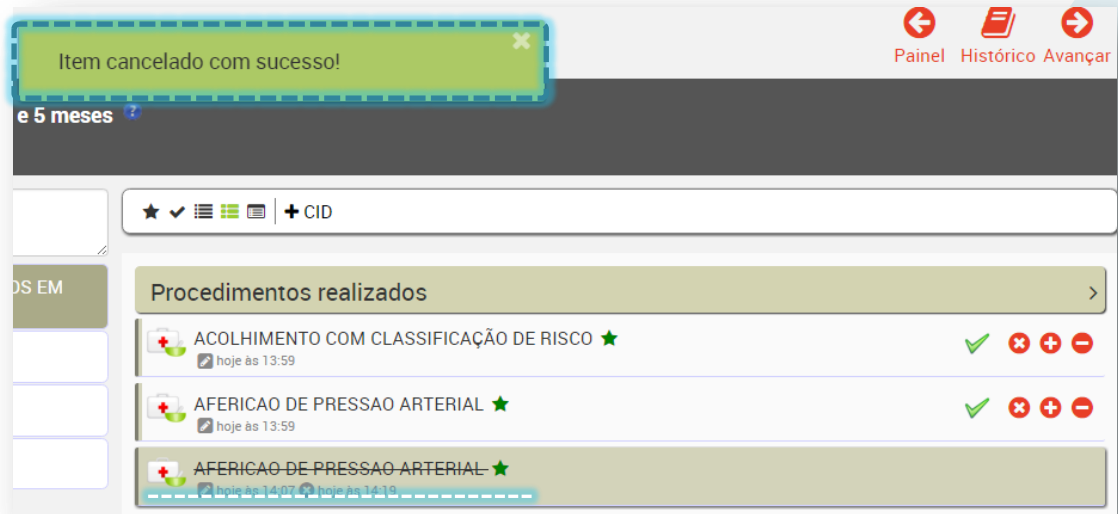 Item cancelado com sucesso!
Painel Histórico Avançar
e 5 meses ?
CID
OS EM
Procedimentos realizados
ACOLHIMENTO COM CLASSIFICAÇÃO DE RISCO
hoje às 13:59
AFERICAO DE PRESSAO ARTERIAL
hoje às 13:59
AFERICAO DE PRESSAO ARTERIAL
hoje às 14:07 hoje às 14:19